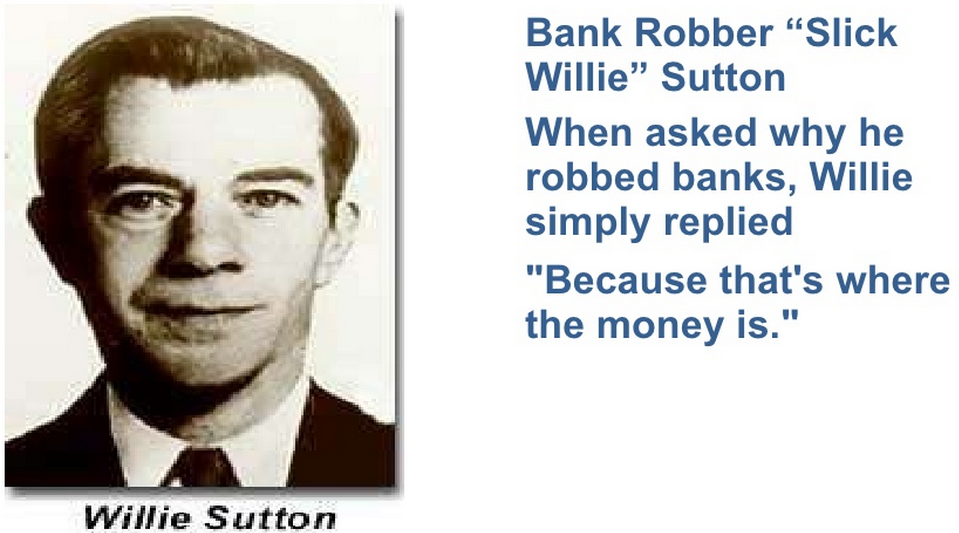 Bank Robber “Slick
Willie” Sutton
When asked why he
robbed banks, Willie
simply replied
"Because that's where
the money is."
Willie Sutton